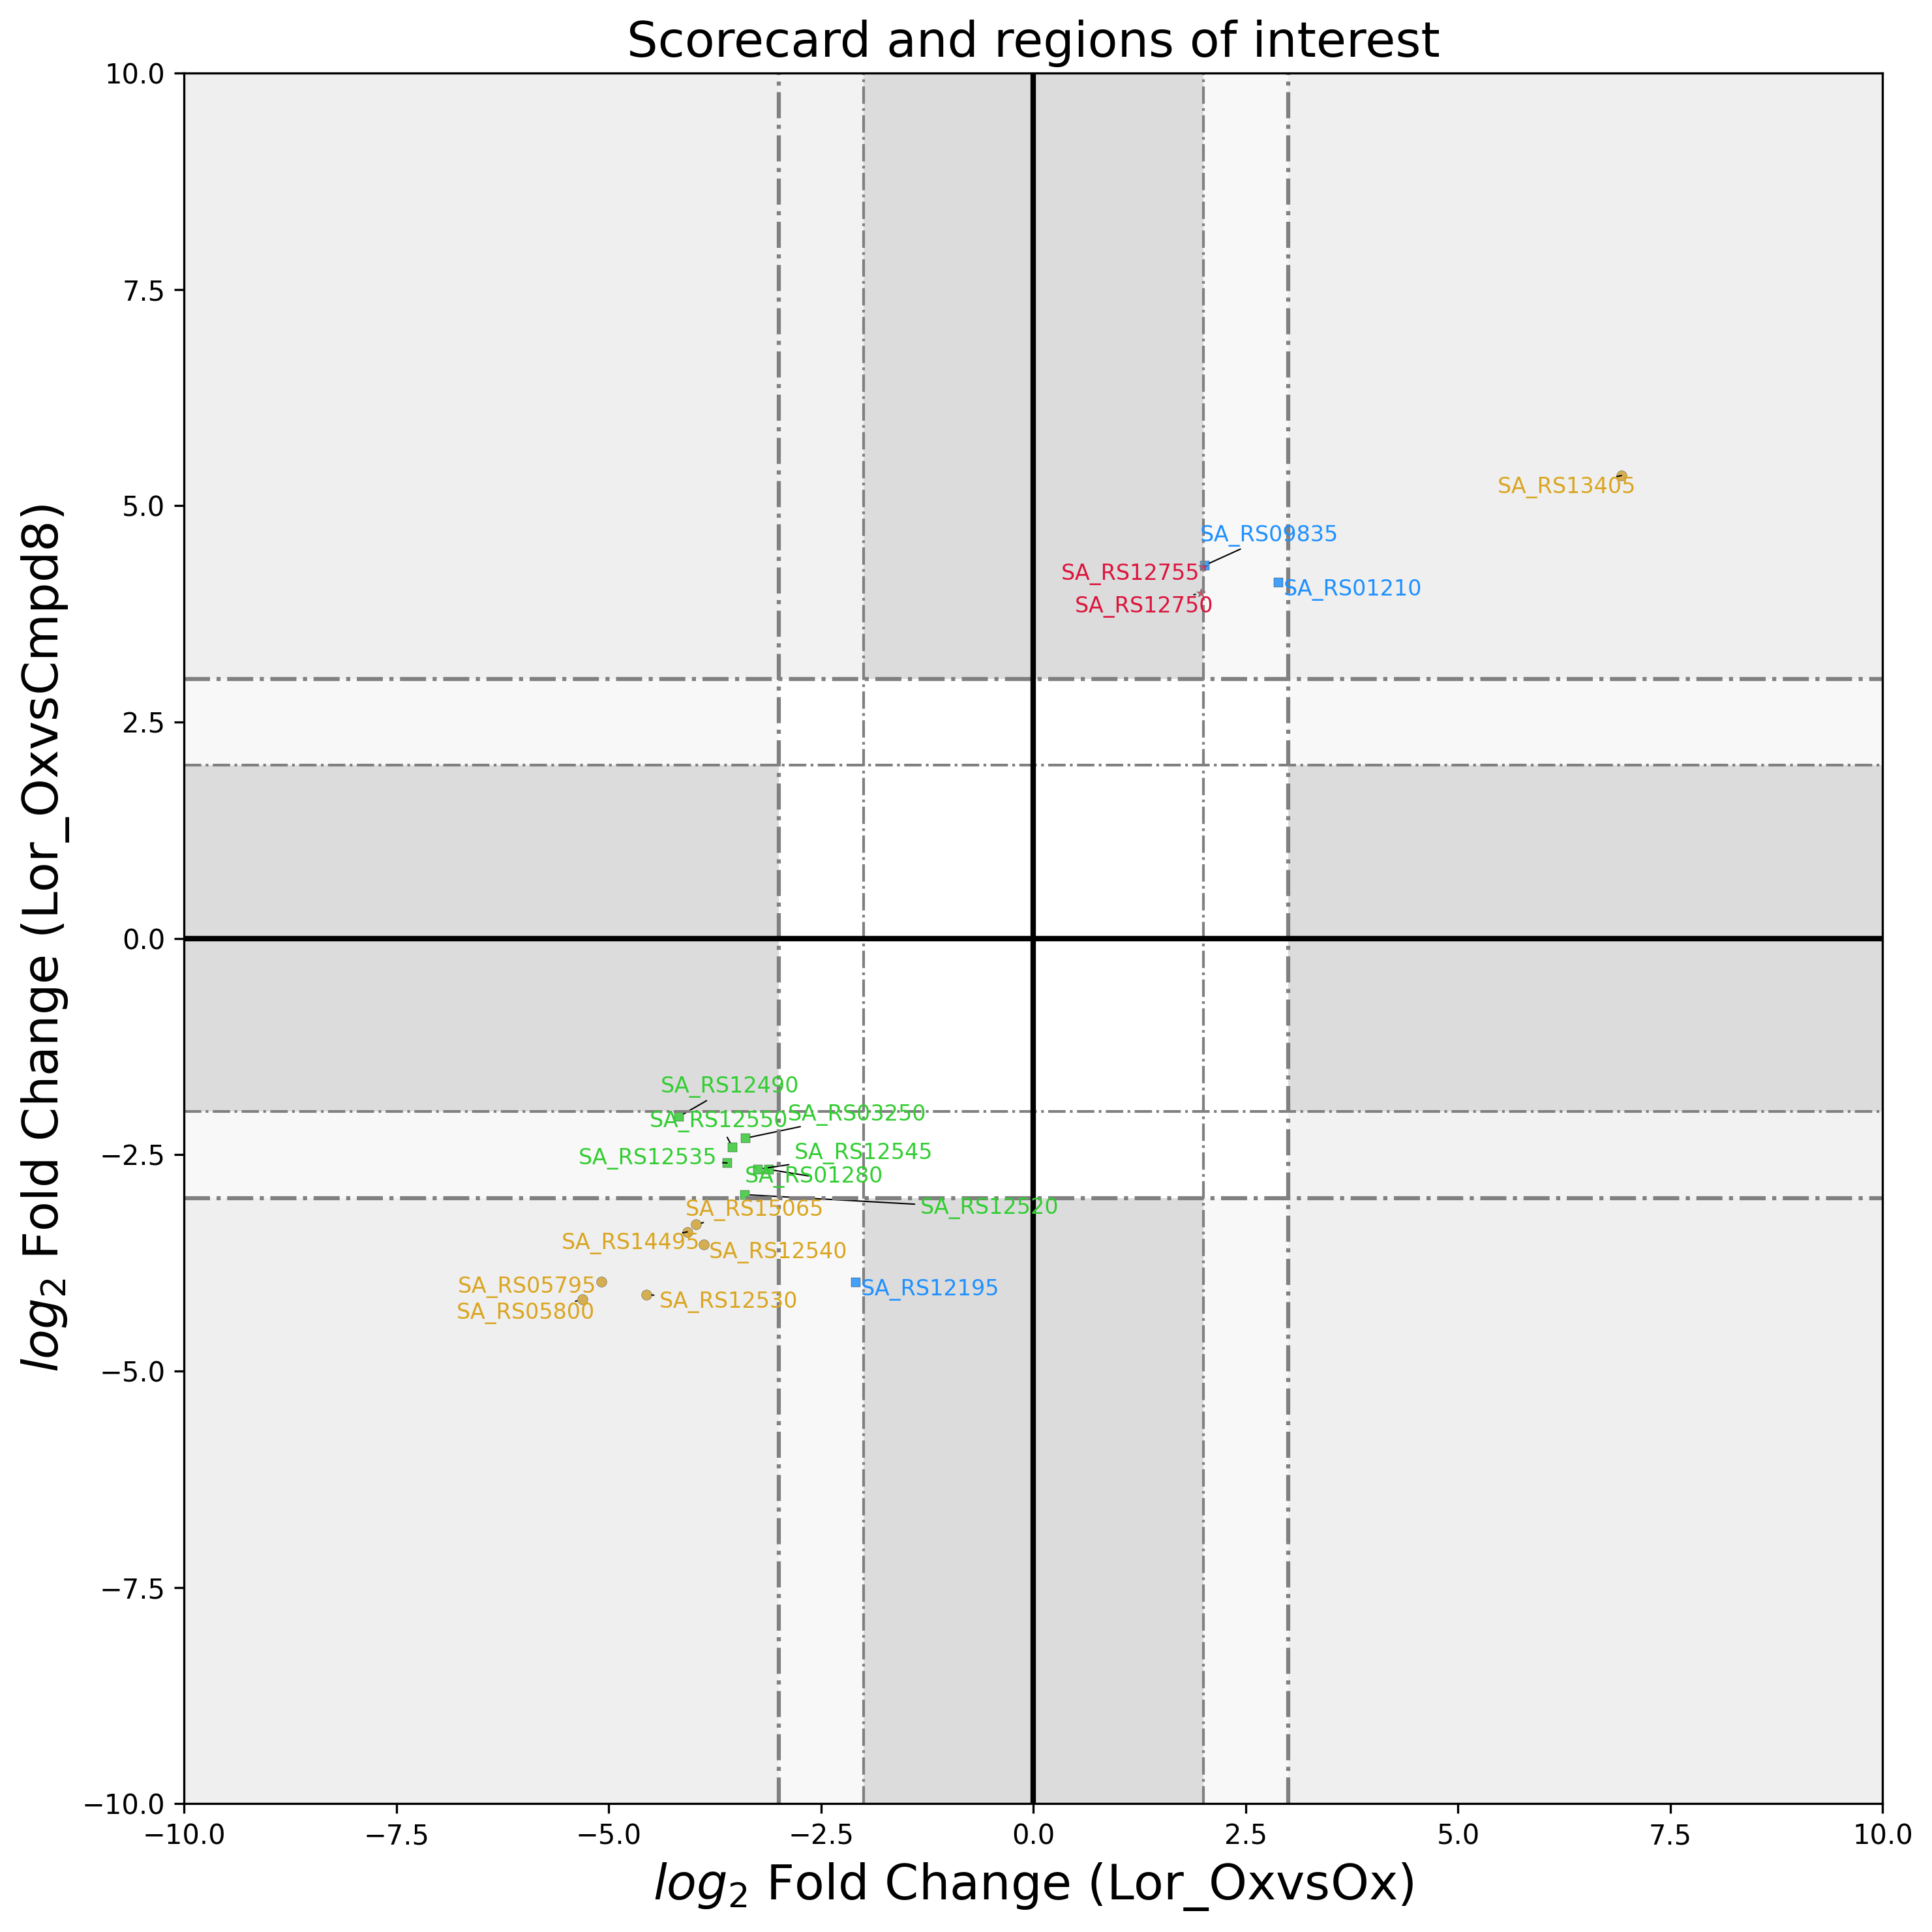 Scorecard and regions of interest
log2 Fold Change (Lor_OxvsCmpd8)
10.0
7.5
5.0
2.5
0.0
−2.5
−5.0
−7.5
−10.0
SA_RS13405
SA_RS09835
SA_RS12755
SA_RS01210
SA_RS12750
SA_RS12490
SA_RS03250
SA_RS12550
SA_RS12545
SA_RS12535
SA_RS01280
SA_RS12520
SA_RS15065
SA_RS14495
SA_RS12540
SA_RS05795
SA_RS12195
SA_RS12530
SA_RS05800
−10.0
−7.5
−5.0
−2.5
0.0
2.5
5.0
7.5
10.0
log2 Fold Change (Lor_OxvsOx)